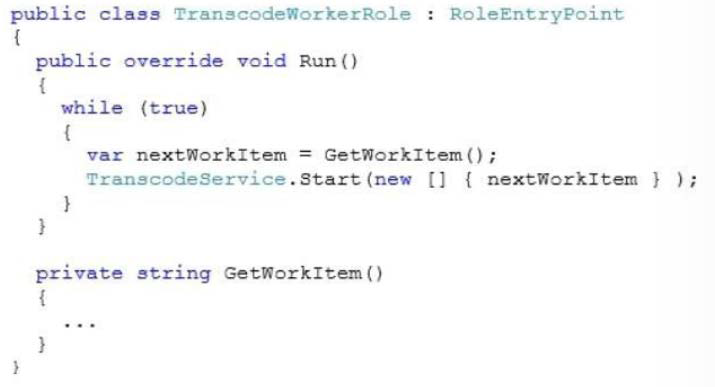 public class TranscodeWorkerRole : RoleEntryPoint
{
  public override void Run()
  {
    while (true)
    {
      var nextWorkItem = GetWorkItem();
      TranscodeService.Start(new [] { nextWorkItem } );
    }
  }

  private string GetWorkItem()
  {
    ...
  }
}